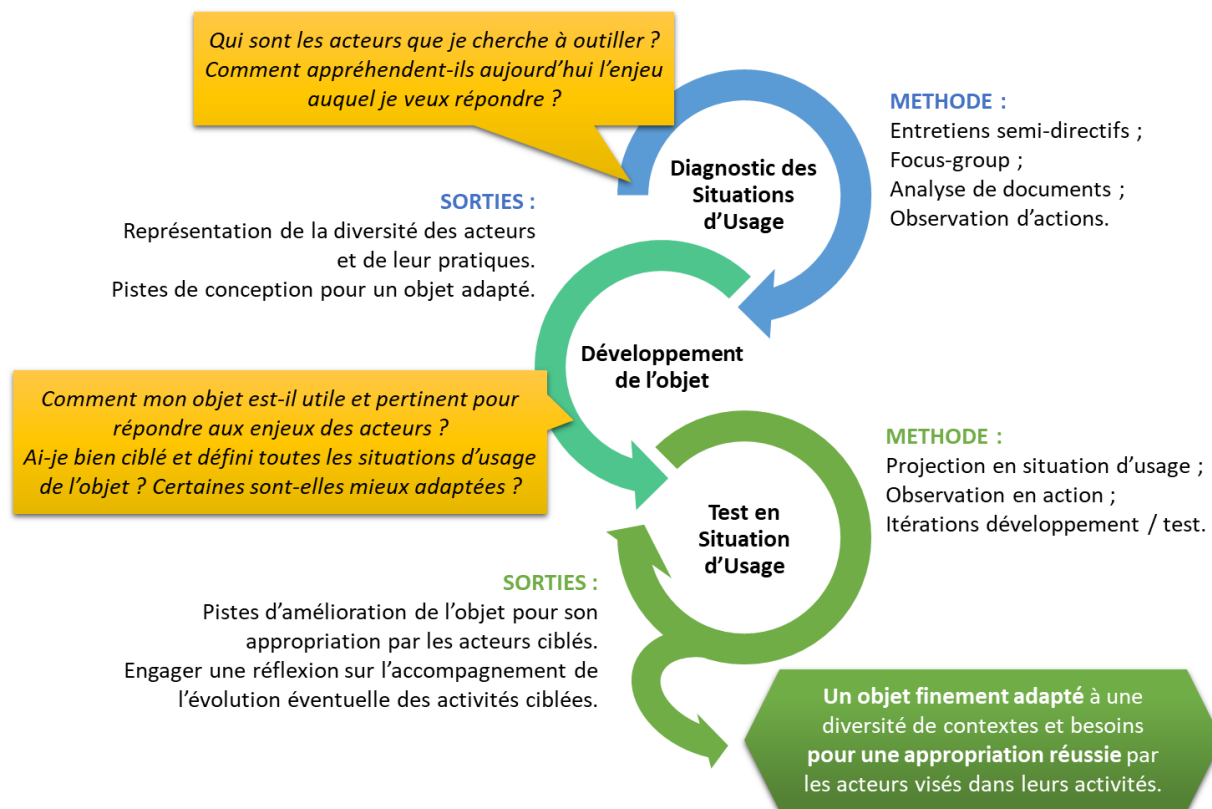 Qui sont les acteurs que je cherche à outiller ?
Comment appréhendent-ils aujourd’hui l’enjeu
auquel je veux répondre ?
METHODE :
Entretiens semi-directifs ;
Focus-group ;
Analyse de documents ;
Observation d’actions.
Diagnostic des
Situations
d’Usage
SORTIES :
Représentation de la diversité des acteurs
et de leur pratiques.
Pistes de conception pour un objet adapté.
Développement
de l’objet
Comment mon objet est-il utile et pertinent pour
répondre aux enjeux des acteurs ?
Ai-je bien ciblé et défini toutes les situations d’usage
de l’objet ? Certaines sont-elles mieux adaptées ?
METHODE :
Projection en situation d’usage ;
Observation en action ;
Itérations développement / test.
Test en
Situation
d’Usage
SORTIES :
Pistes d’amélioration de l’objet pour son
appropriation par les acteurs ciblés.
Engager une réflexion sur l’accompagnement de
l’évolution éventuelle des activités ciblées.
Un objet finement adapté à une
diversité de contextes et besoins
pour une appropriation réussie par
les acteurs visés dans leurs activités.